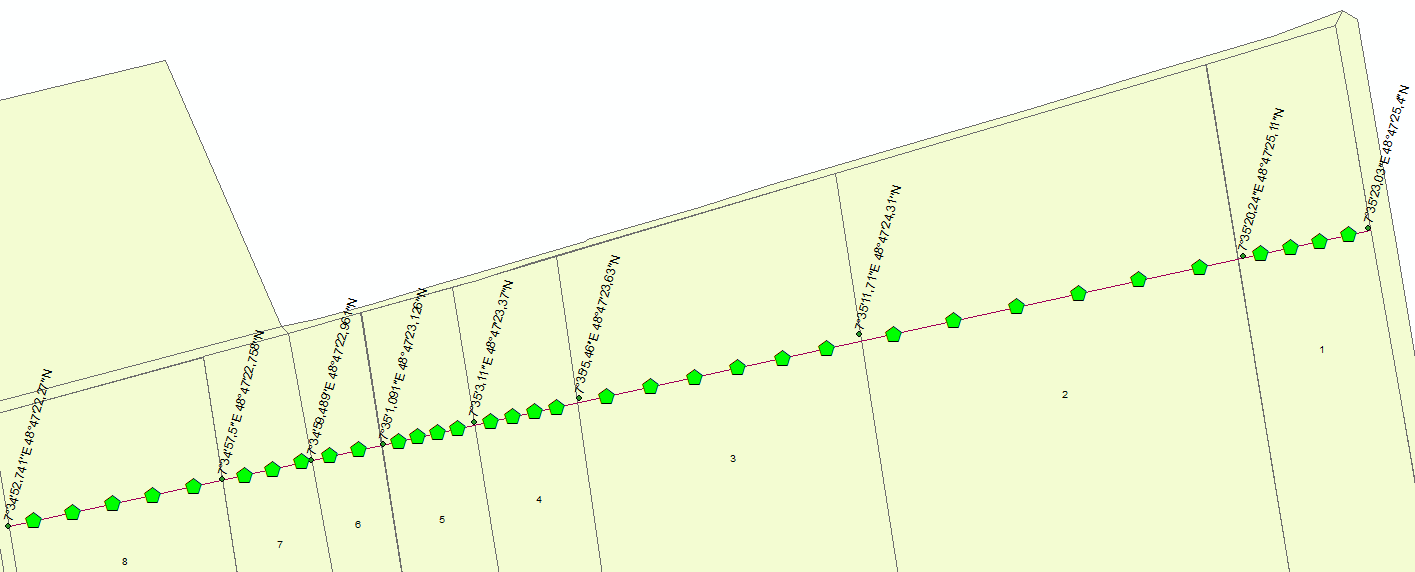 7°34'52,741"E 48°47'22,27"N
7°34'57,5"E 48°47'22,758"N
7°34'59,489"E 48°47'22,961"N
7°35'1,091"E 48°47'23,126"N
7°35'3,11"E 48°47'23,37"N
7°35'5,46"E 48°47'23,63"N
7°35'11,71"E 48°47'24,31"N
7°35'20,24"E 48°47'25,11"N
7°35'23,03"E 48°47'25,4"N
8
7
6
5
4
3
2
1